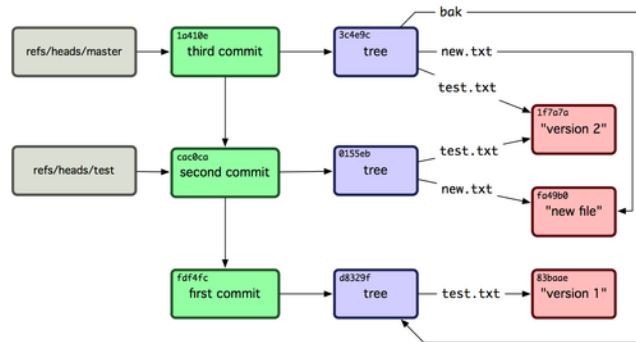 bak
1a410e
3c4e9c
refs/heads/master
third commit
tree
new.txt
test.txt
1f7a7a
"version 2"
cac0ca
0155eb
test.txt
refs/heads/test
second commit
tree
new.txt
fa49b0
"new file"
fdf4fc
d8329f
83baae
first commit
tree
test.txt
"version 1"